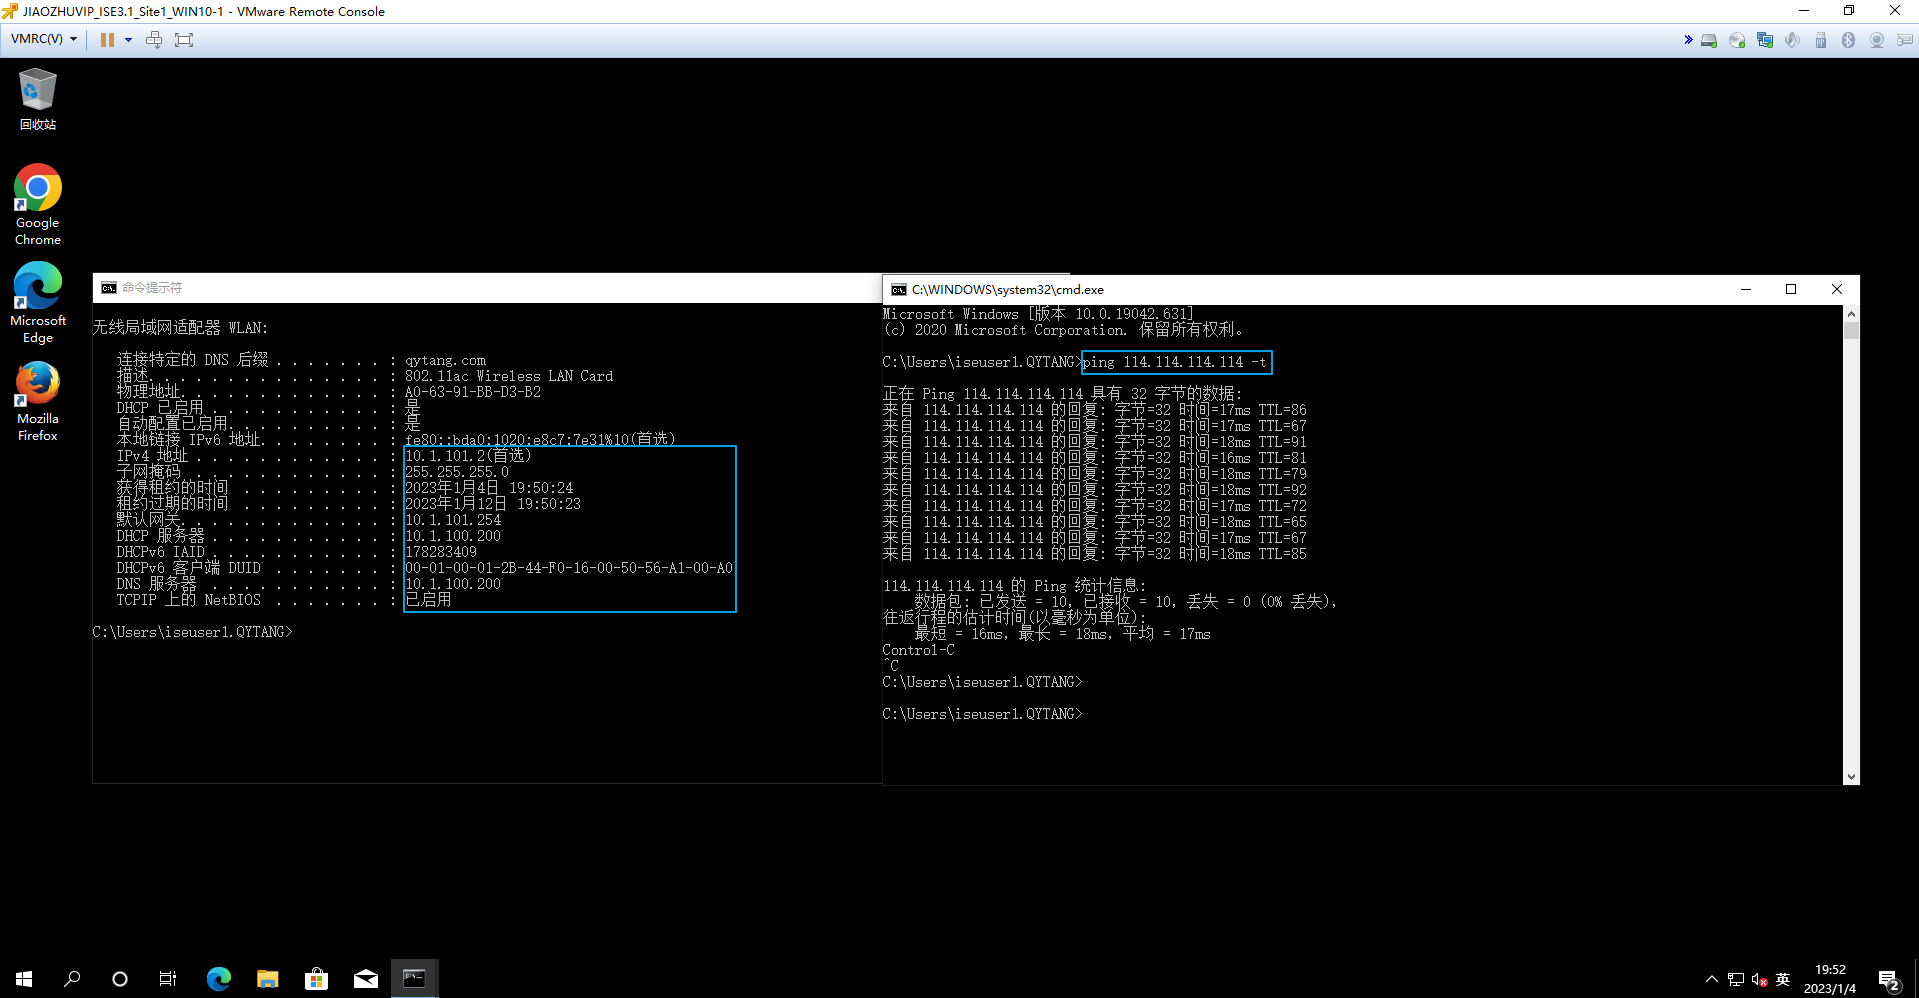 JIAOZHUVIP_ISE3.1_Site1_WIN10-1 - VMware Remote Console
VMRC(V)
回收站
Google
Chrome
Microsoft
Edge
Mozilla
Firefox
命令提示符
无线局域网适配器 WLAN:
连接特定的 DNS 后缀 . . . . . . . : qytang.com
描述. . . . . . . . . . . . . . . : 802.11ac Wireless LAN Card
物理地址. . . . . . . . . . . . . : A0-63-91-BB-D3-B2
DHCP 已启用 . . . . . . . . . . . : 是
自动配置已启用. . . . . . . . . . : 是
本地链接 IPv6 地址. . . . . . . . : fe80::bda0:1020:e8c7:7e31%10(首选)
IPv4 地址 . . . . . . . . . . . . : 10.1.101.2(首选)
子网掩码 . . . . . . . . . . . . : 255.255.255.0
获得租约的时间 . . . . . . . . . : 2023年1月4日 19:50:24
租约过期的时间 . . . . . . . . . : 2023年1月12日 19:50:23
默认网关. . . . . . . . . . . . . : 10.1.101.254
DHCP 服务器 . . . . . . . . . . . : 10.1.100.200
DHCPv6 IAID . . . . . . . . . . . : 178283409
DHCPv6 客户端 DUID . . . . . . . : 00-01-00-01-2B-44-F0-16-00-50-56-A1-00-A0
DNS 服务器 . . . . . . . . . . . : 10.1.100.200
TCPIP 上的 NetBIOS . . . . . . . : 已启用
C:\Users\iseuser1.QYTANG>
C:\WINDOWS\system32\cmd.exe
Microsoft Windows [版本 10.0.19042.631]
(c) 2020 Microsoft Corporation. 保留所有权利。
C:\Users\iseuser1.QYTANG>ping 114.114.114.114 -t
正在 Ping 114.114.114.114 具有 32 字节的数据:
来自 114.114.114.114 的回复: 字节=32 时间=17ms TTL=86
来自 114.114.114.114 的回复: 字节=32 时间=17ms TTL=67
来自 114.114.114.114 的回复: 字节=32 时间=18ms TTL=91
来自 114.114.114.114 的回复: 字节=32 时间=16ms TTL=81
来自 114.114.114.114 的回复: 字节=32 时间=18ms TTL=79
来自 114.114.114.114 的回复: 字节=32 时间=18ms TTL=92
来自 114.114.114.114 的回复: 字节=32 时间=17ms TTL=72
来自 114.114.114.114 的回复: 字节=32 时间=18ms TTL=65
来自 114.114.114.114 的回复: 字节=32 时间=17ms TTL=67
来自 114.114.114.114 的回复: 字节=32 时间=18ms TTL=85
114.114.114.114 的 Ping 统计信息:
数据包: 已发送 = 10, 已接收 = 10, 丢失 = 0 (0% 丢失),
往返行程的估计时间(以毫秒为单位):
最短 = 16ms, 最长 = 18ms, 平均 = 17ms
Control-C
^C
C:\Users\iseuser1.QYTANG>
C:\Users\iseuser1.QYTANG>
英
19:52
2023/1/4
2